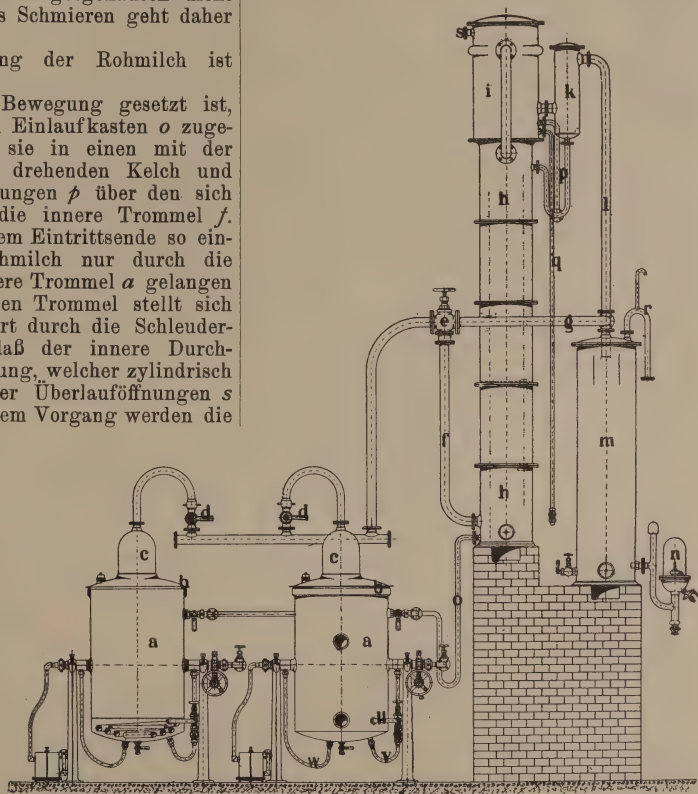 s Schmieren geht daher
ng der Rohmilch ist
Bewegung gesetzt ist,
Einlaufkasten o zuge-
sie in einen mit der
drehenden Kelch und
ungen p über den sich
die innere Trommel f.
em Eintrittsende so ein-
hmilch nur durch die
ere Trommel a gelangen
en Trommel stellt sich
rt durch die Schleuder-
daß der innere Durch-
ung, welcher zylindrisch
er Überlauföffnungen s
em Vorgang werden die
s
i
k
h
p
l
q
e
g
r
f
m
h
d
d
c
c
n
b
b
o
a
a
w
v